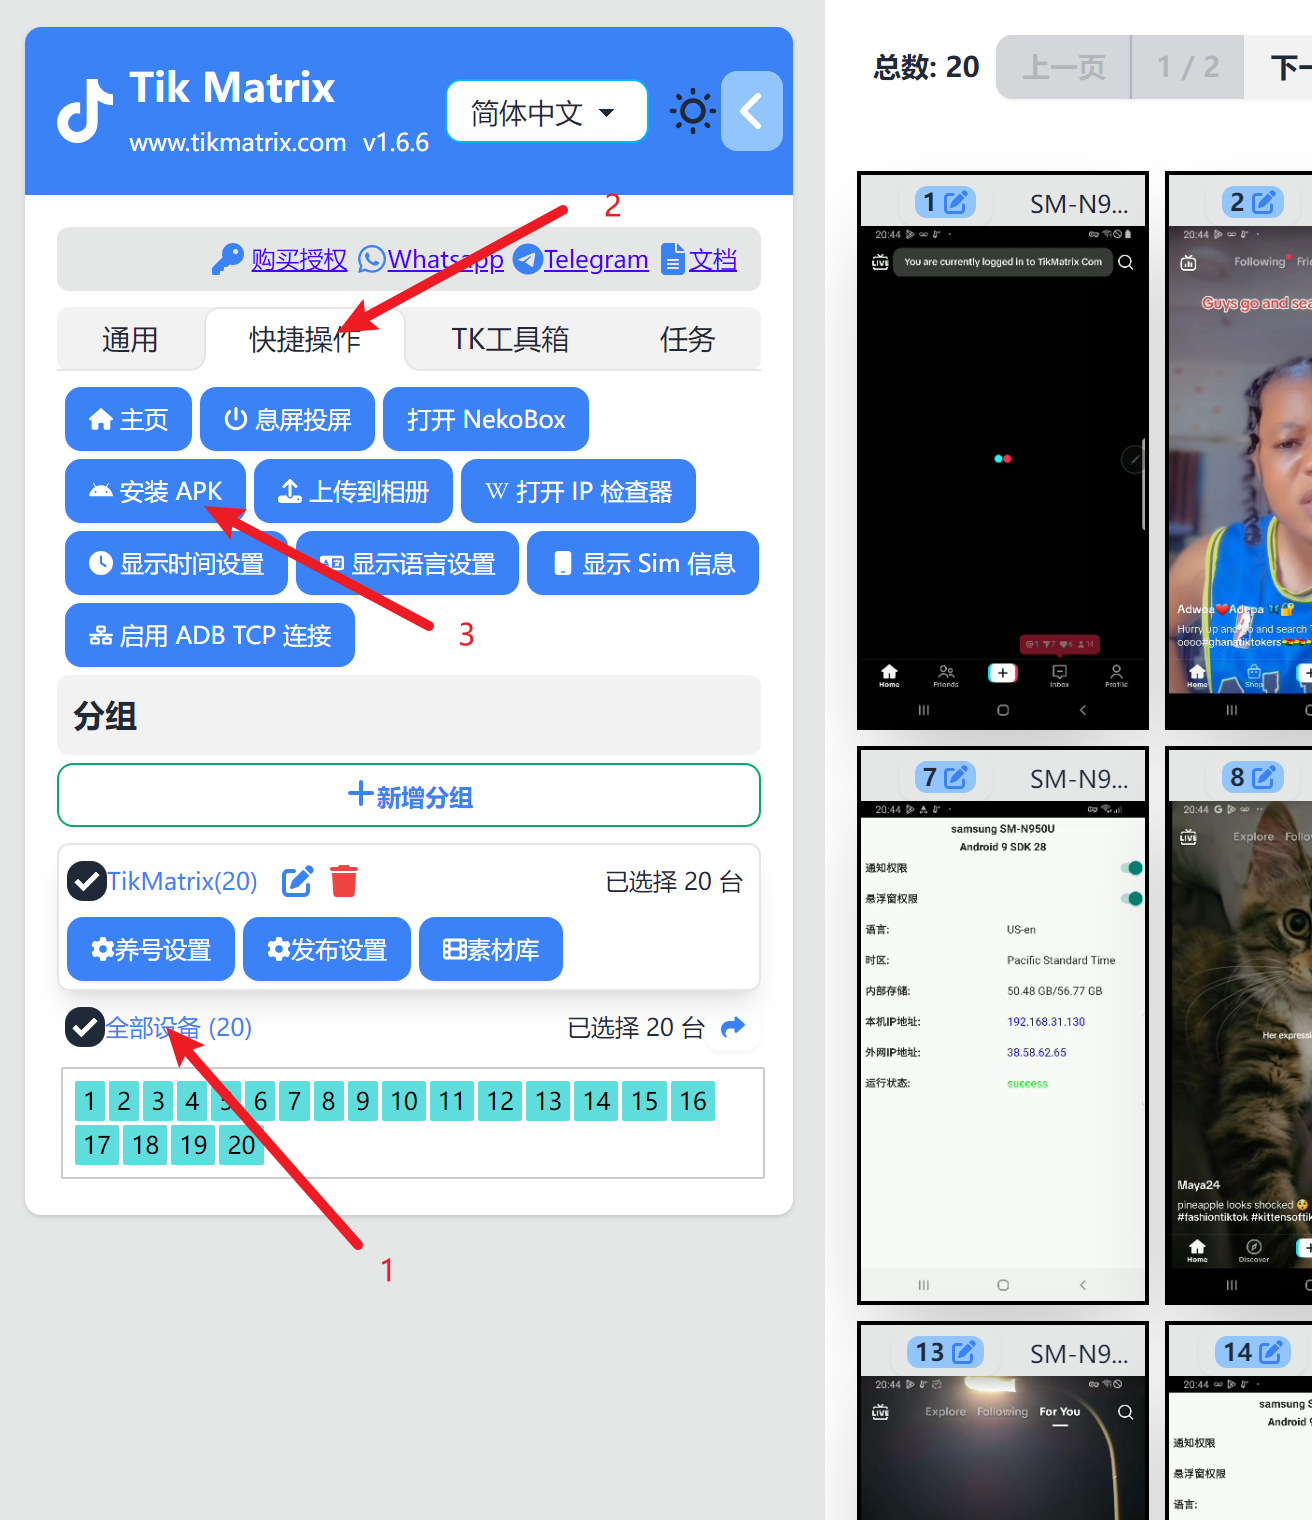 Tik Matrix
www.tikmatrix.com v1.6.6
简体中文
购买授权 Whatsapp Telegram 文档
2
通用 快捷操作 TK工具箱 任务
主页 息屏投屏 打开 NekoBox
安装 APK 上传到相册 打开 IP 检查器
显示时间设置 显示语言设置 显示 Sim 信息
启用 ADB TCP 连接
3
分组
新增分组
TikMatrix(20) 已选择 20 台
养号设置 发布设置 素材库
全部设备 (20) 已选择 20 台
1 2 3 4 5 6 7 8 9 10 11 12 13 14 15 16
17 18 19 20
1
总数: 20 上一页 1 / 2 下一
1 SM-N9...
20:44
LIVE You are currently logged in to TikMatrix Com
Home Friends Inbox Profile
2
20:44
Following Frie
Guys go and sea
Adwoa Adepa
Hurry up and go and search
oooo#ghanatiktokers
Home Shop
7 SM-N9...
20:44
samsung SM-N950U
Android 9 SDK 28
通知权限
悬浮窗权限
语言: US-en
时区: Pacific Standard Time
内部存储: 50.48 GB/56.77 GB
本机IP地址: 192.168.31.130
外网IP地址: 38.58.62.65
运行状态: success
8
20:44
LIVE Explore Follo
Her expressi
Maya24
pineapple looks shocked
#fashiontiktok #kittensoftik
Home Discover
13 SM-N9...
20:44
LIVE Explore Following For You
14
20:44
samsung S
Android 9
通知权限
悬浮窗权限
语言: